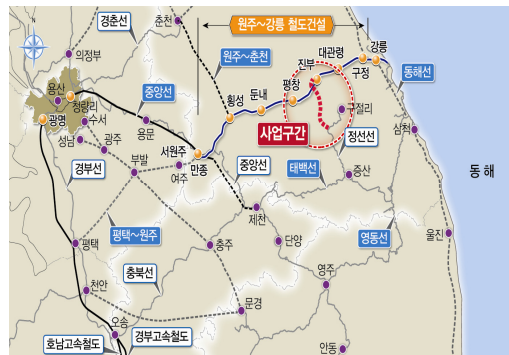 N
경춘선
춘천
원주~강릉 철도건설
의정부
원주~춘천
대관령
강릉
진부
구정
동해선
용산
청량리
중앙선
횡성
둔내
평창
구절리
광명
수서
용문
서원주
사업구간
정선선
삼척
성남
광주
만종
경부선
부발
여주
중앙선
태백선
증산
동해
제천
평택~원주
평택
충주
단양
영동선
울진
충북선
영주
천안
문경
오송
호남고속철도
경부고속철도
안동